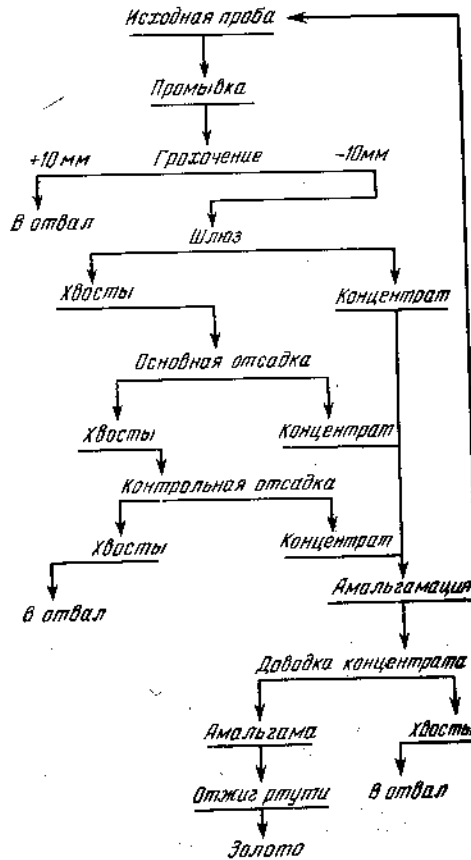 Исходная проба
Промывка
+10 мм Грохочение -10мм
В отвал
Шлюз
Хвосты Концентрат
Основная отсадка
Хвосты Концентрат
Контрольная отсадка
Хвосты Концентрат
В отвал Амальгамация
Доводка концентрата
Амальгама Хвосты
Отжиг ртути В отвал
Золото